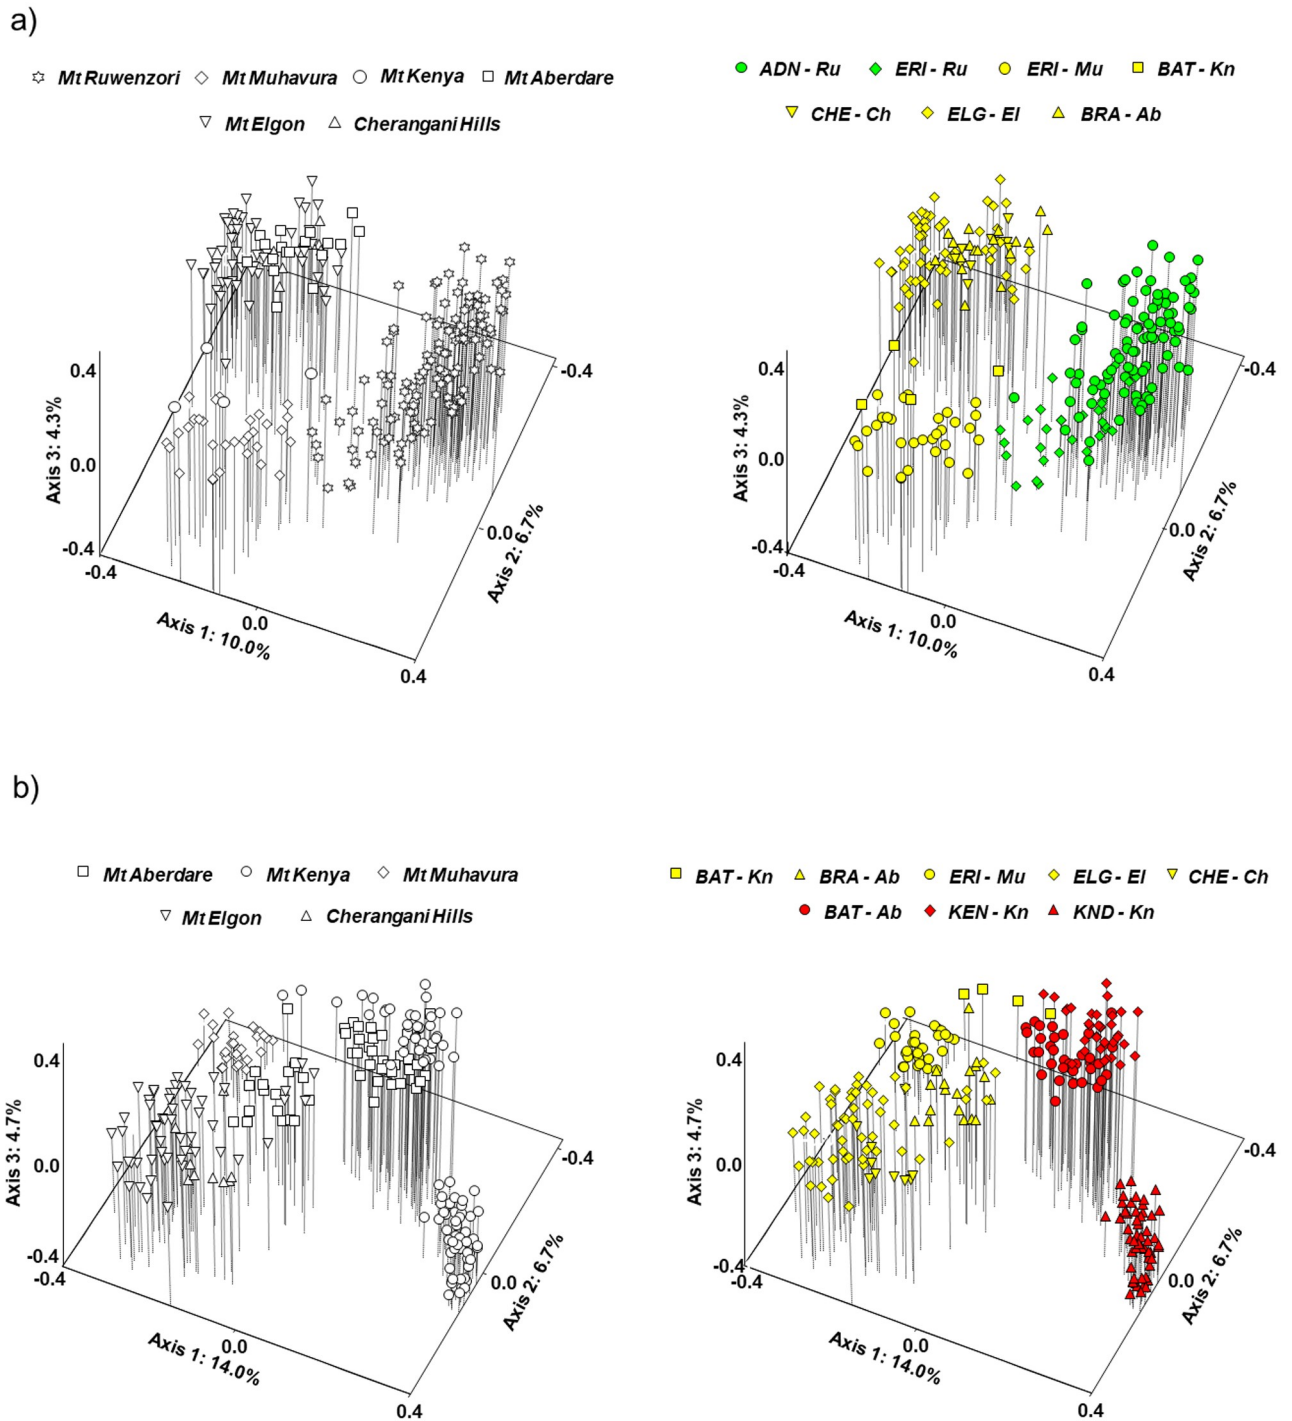 a)
Mt Ruwenzori Mt Muhavura Mt Kenya Mt Aberdare
Mt Elgon Cherangani Hills
ADN - Ru ERI - Ru ERI - Mu BAT - Kn
CHE - Ch ELG - El BRA - Ab
0.4
0.0
-0.4
Axis 3: 4.3%
-0.4
0.0
0.4
Axis 1: 10.0%
-0.4
0.0
Axis 2: 6.7%
0.4
0.0
-0.4
Axis 3: 4.3%
-0.4
0.0
0.4
Axis 1: 10.0%
-0.4
0.0
Axis 2: 6.7%
b)
Mt Aberdare Mt Kenya Mt Muhavura
Mt Elgon Cherangani Hills
BAT - Kn BRA - Ab ERI - Mu ELG - El CHE - Ch
BAT - Ab KEN - Kn KND - Kn
0.4
0.0
-0.4
Axis 3: 4.7%
-0.4
0.0
0.4
Axis 1: 14.0%
-0.4
0.0
Axis 2: 6.7%
0.4
0.0
-0.4
Axis 3: 4.7%
-0.4
0.0
0.4
Axis 1: 14.0%
-0.4
0.0
Axis 2: 6.7%